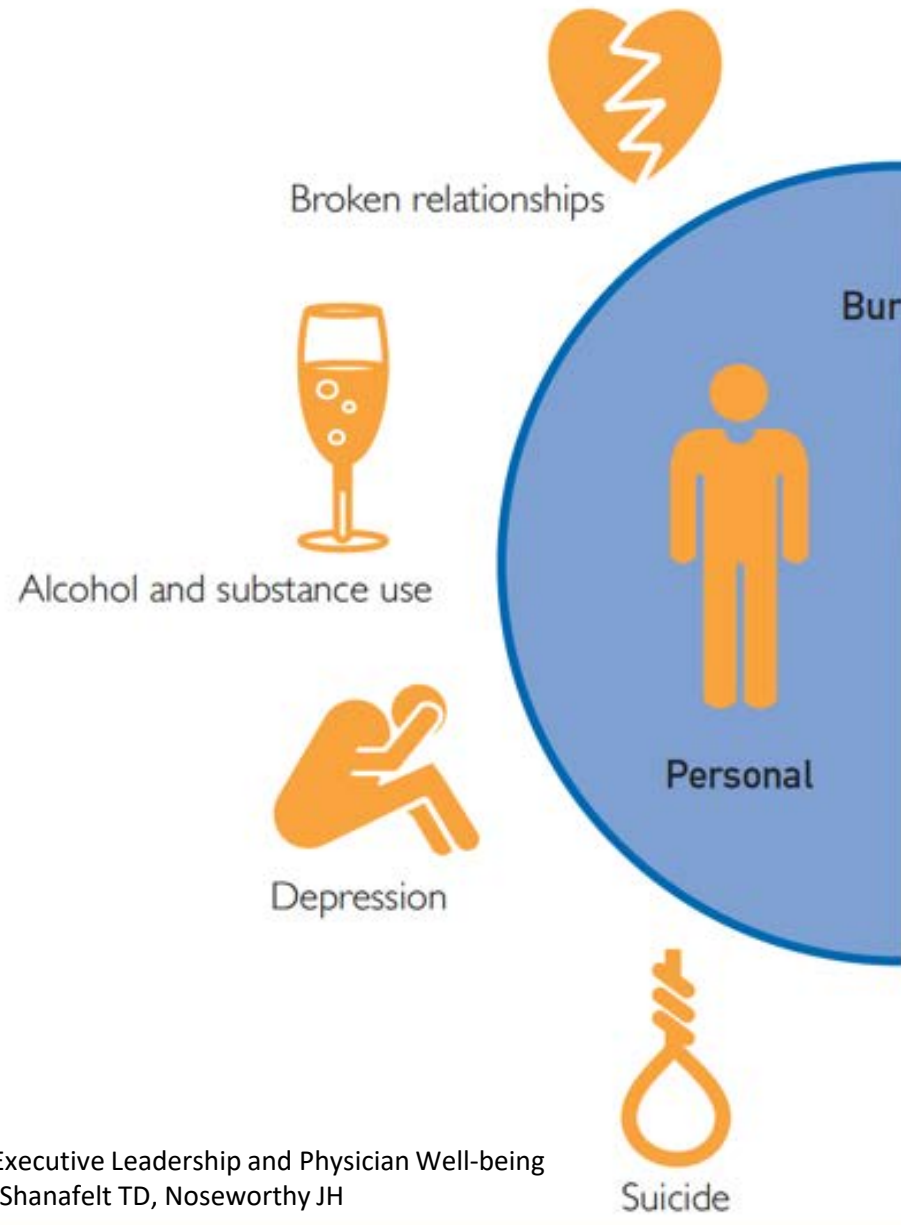 Broken relationships
Bur
Alcohol and substance use
Personal
Depression
Executive Leadership and Physician Well-being
Shanafelt TD, Noseworthy JH
Suicide